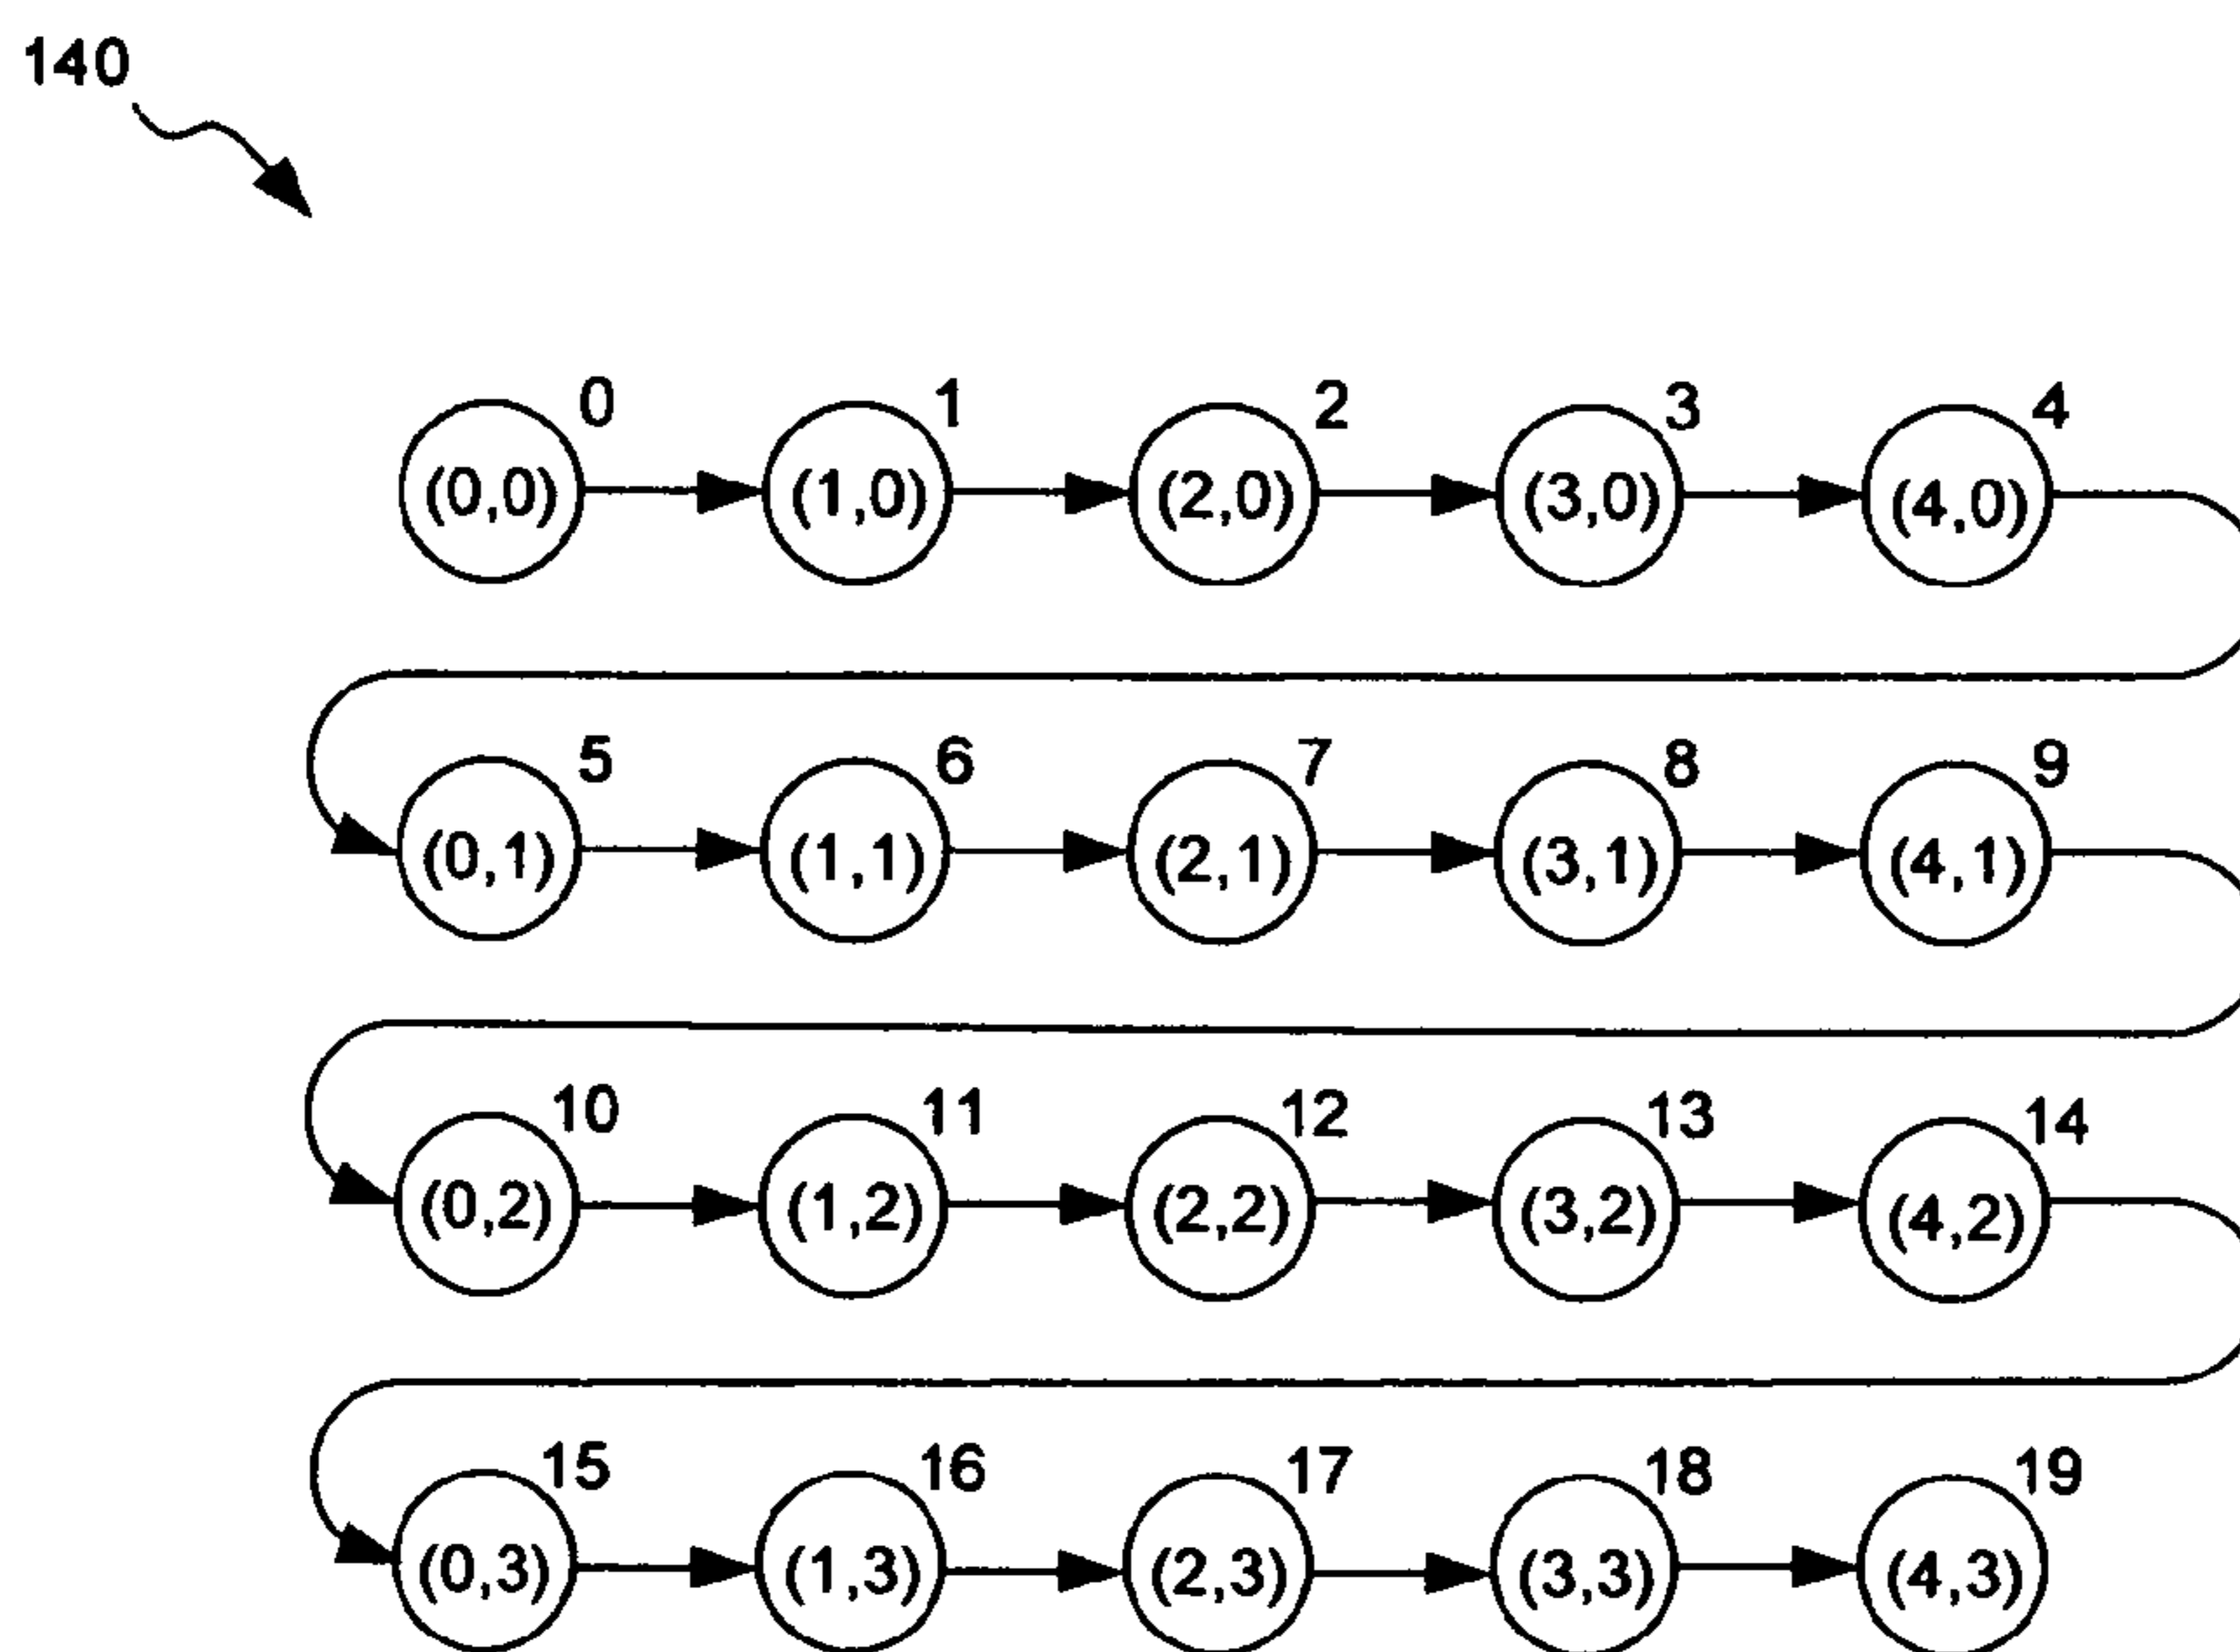 140
0 1 2 3 4
(0,0) (1,0) (2,0) (3,0) (4,0)
5 6 7 8 9
(0,1) (1,1) (2,1) (3,1) (4,1)
10 11 12 13 14
(0,2) (1,2) (2,2) (3,2) (4,2)
15 16 17 18 19
(0,3) (1,3) (2,3) (3,3) (4,3)